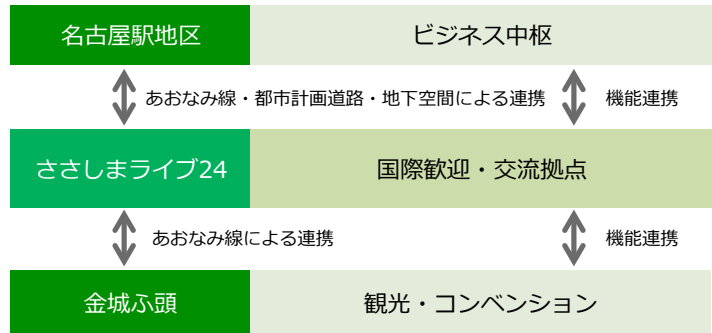 名古屋駅地区 ビジネス中枢
あおなみ線・都市計画道路・地下空間による連携 機能連携
ささしまライブ24 国際歓迎・交流拠点
あおなみ線による連携 機能連携
金城ふ頭 観光・コンベンション